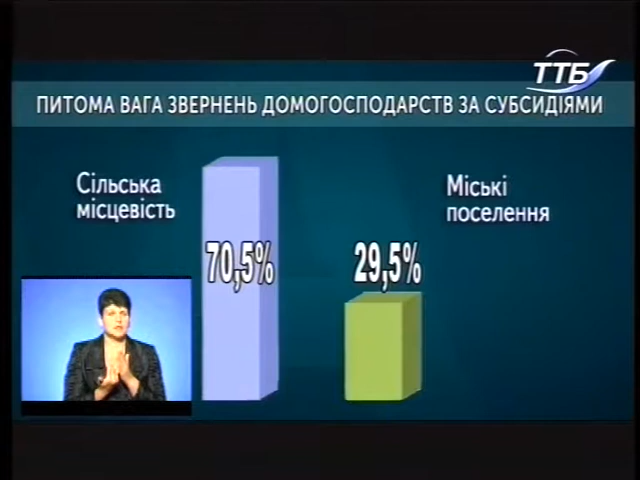 ТТБ
ПИТОМА ВАГА ЗВЕРНЕНЬ ДОМОГОСПОДАРСТВ ЗА СУБСИДІЯМИ
Сільська
місцевість
Міські
поселення
70,5%
29,5%